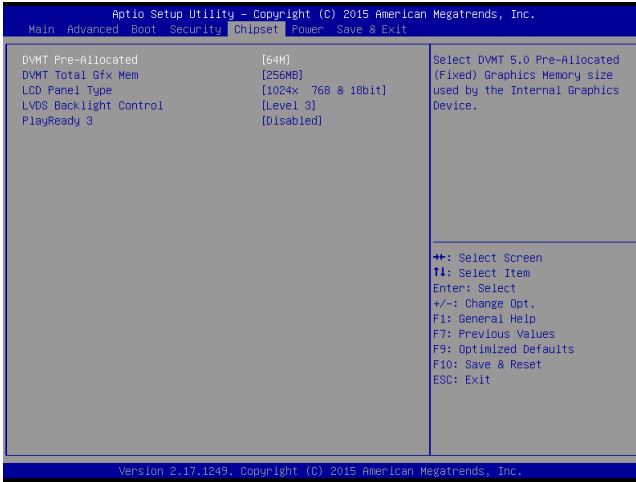 Aptio Setup Utility – Copyright (C) 2015 American Megatrends, Inc.
Main Advanced Boot Security Chipset Power Save & Exit
DVMT Pre-Allocated [64M]
DVMT Total Gfx Mem [256MB]
LCD Panel Type [1024x 768 & 18bit]
LVDS Backlight Control [Level 3]
PlayReady 3 [Disabled]
Select DVMT 5.0 Pre-Allocated
(Fixed) Graphics Memory size
used by the Internal Graphics
Device.
→←: Select Screen
↑↓: Select Item
Enter: Select
+/-: Change Opt.
F1: General Help
F7: Previous Values
F9: Optimized Defaults
F10: Save & Reset
ESC: Exit
Version 2.17.1249. Copyright (C) 2015 American Megatrends, Inc.